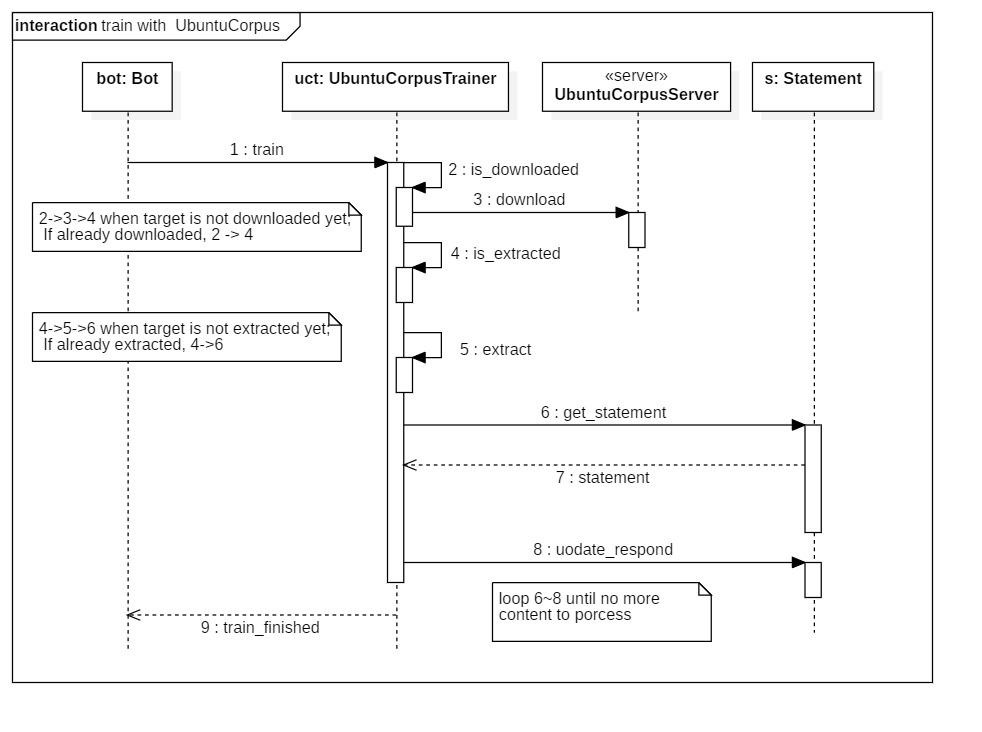 interaction train with UbuntuCorpus
bot: Bot
uct: UbuntuCorpusTrainer
«server»
UbuntuCorpusServer
s: Statement
1 : train
2 : is_downloaded
3 : download
2->3->4 when target is not downloaded yet,
If already downloaded, 2 -> 4
4 : is_extracted
4->5->6 when target is not extracted yet,
If already extracted, 4->6
5 : extract
6 : get_statement
7 : statement
8 : uodate_respond
loop 6~8 until no more
content to porcess
9 : train_finished